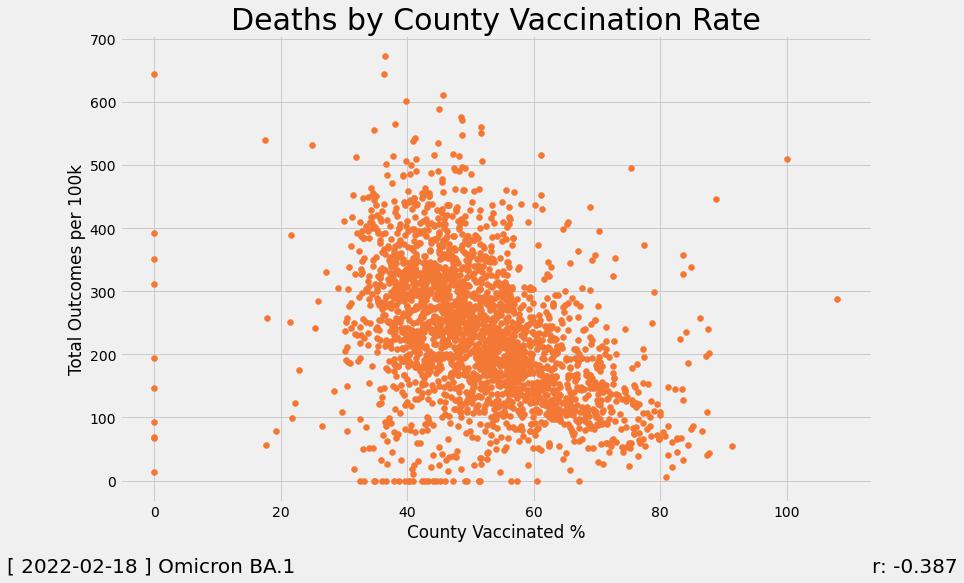 Deaths by County Vaccination Rate
700
600
500
400
300
200
100
0
Total Outcomes per 100k
0 20 40 60 80 100
County Vaccinated %
[ 2022-02-18 ] Omicron BA.1 r: -0.387